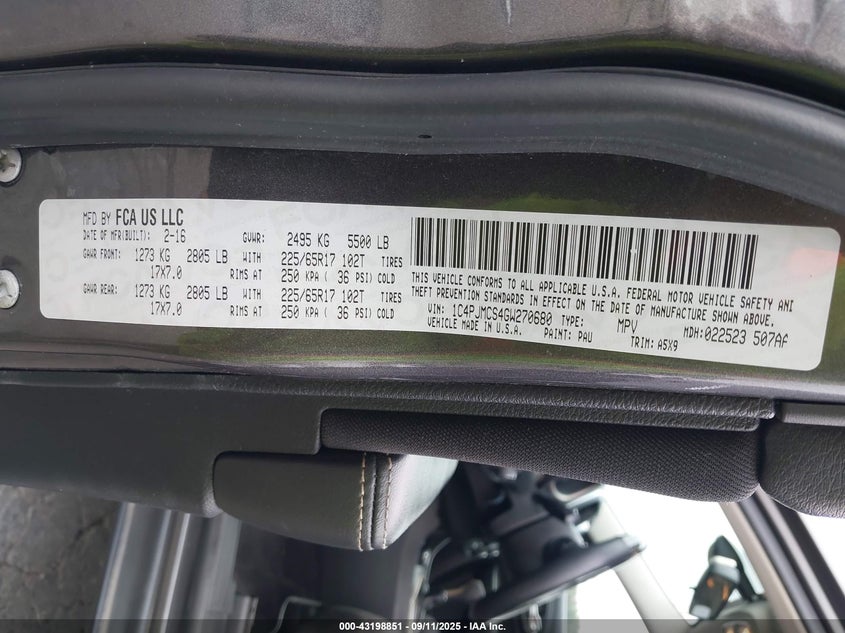 MFD BY FCA US LLC
DATE OF MFR(BUILT): 2-16 GVWR: 2495 KG 5500 LB
GAWR FRONT: 1273 KG 2805 LB WITH 225/65R17 102T TIRES
17X7.0 RIMS AT 250 KPA ( 36 PSI) COLD
GAWR REAR: 1273 KG 2805 LB WITH 225/65R17 102T TIRES
17X7.0 RIMS AT 250 KPA ( 36 PSI) COLD
THIS VEHICLE CONFORMS TO ALL APPLICABLE U.S.A. FEDERAL MOTOR VEHICLE SAFETY AND
THEFT PREVENTION STANDARDS IN EFFECT ON THE DATE OF MANUFACTURE SHOWN ABOVE.
VIN: 1C4PJMCS4GW270680 TYPE: MPV MDH:022523 507AA
VEHICLE MADE IN U.S.A. PAINT: PAU TRIM: A5X9
000-43198851 | 09/11/2025 | IAA Inc.